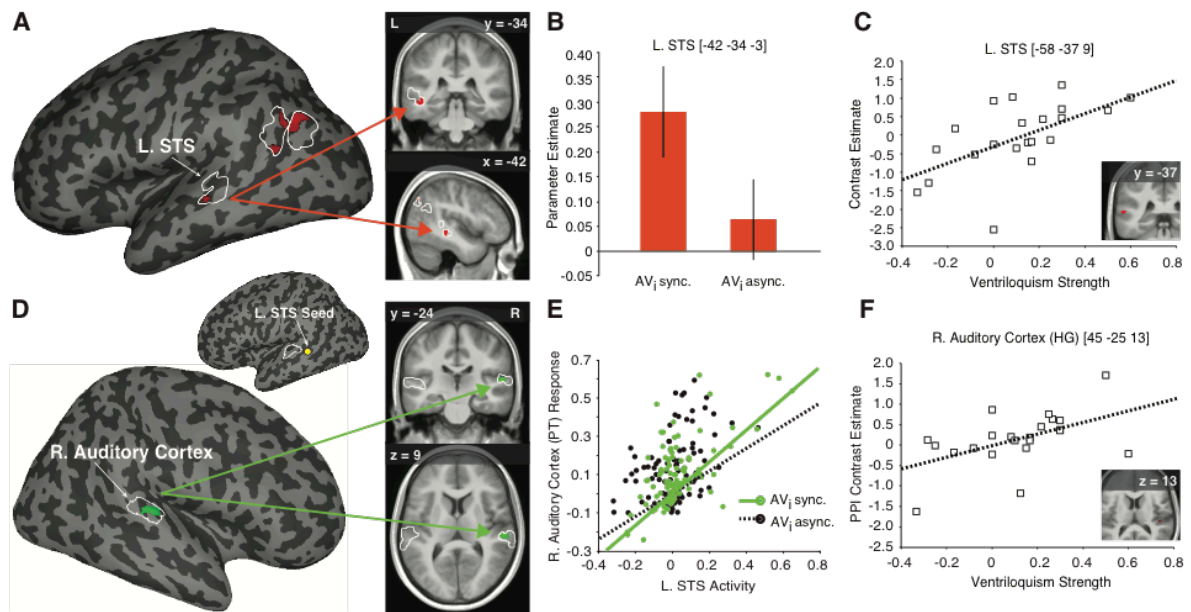 A
L
y = -34
L. STS
x = -42
B
L. STS [-42 -34 -3]
Parameter Estimate
0.40
0.35
0.30
0.25
0.20
0.15
0.10
0.05
0
-0.05
AVi sync.
AVi async.
C
L. STS [-58 -37 9]
Contrast Estimate
2.0
1.5
1.0
0.5
0
-0.5
-1.0
-1.5
-2.0
-2.5
-3.0
y = -37
-0.4 -0.2 0 0.2 0.4 0.6 0.8
Ventriloquism Strength
D
L. STS Seed
y = -24
R
R. Auditory Cortex
z = 9
E
R. Auditory Cortex (PT) Response
0.7
0.5
0.3
0.1
-0.1
-0.3
AVi sync.
AVi async.
-0.4 -0.2 0 0.2 0.4 0.6 0.8
L. STS Activity
F
R. Auditory Cortex (HG) [45 -25 13]
PPI Contrast Estimate
2.0
1.5
1.0
0.5
0
-0.5
-1.0
-1.5
-2.0
-2.5
z = 13
-0.4 -0.2 0 0.2 0.4 0.6 0.8
Ventriloquism Strength